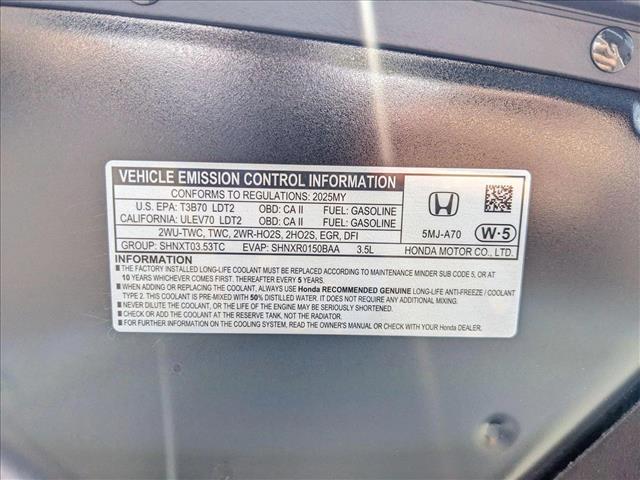 VEHICLE EMISSION CONTROL INFORMATION
CONFORMS TO REGULATIONS: 2025MY
U.S. EPA: T3B70 LDT2 OBD: CA II FUEL: GASOLINE
CALIFORNIA: ULEV70 LDT2 OBD: CA II FUEL: GASOLINE
2WU-TWC, TWC, 2WR-HO2S, 2HO2S, EGR, DFI
GROUP: SHNXT03.53TC EVAP: SHNXR0150BAA 3.5L
5MJ-A70 W·5
HONDA MOTOR CO., LTD.
INFORMATION
■ FIRST REPLACEMENT OF LONG-LIFE COOLANT MUST BE PERFORMED ACCORDING TO MAINTENANCE MINDER SUB CODE 5, OR AT
10 YEARS WHICHEVER COMES FIRST. THEREAFTER EVERY 5 YEARS.
■ WHEN ADDING OR REPLACING THE COOLANT, ALWAYS USE Honda RECOMMENDED GENUINE LONG-LIFE ANTI-FREEZE / COOLANT
TYPE 2. THIS COOLANT IS PRE-MIXED WITH 50% DISTILLED WATER. IT DOES NOT REQUIRE ANY ADDITIONAL MIXING.
■ NEVER DILUTE THE COOLANT, OR THE LIFE OF THE ENGINE MAY BE SERIOUSLY SHORTENED.
■ CHECK OR ADD THE COOLANT AT THE RESERVE TANK, NOT THE RADIATOR.
■ FOR FURTHER INFORMATION ON THE COOLING SYSTEM, READ THE OWNER'S MANUAL OR CHECK WITH YOUR Honda DEALER.